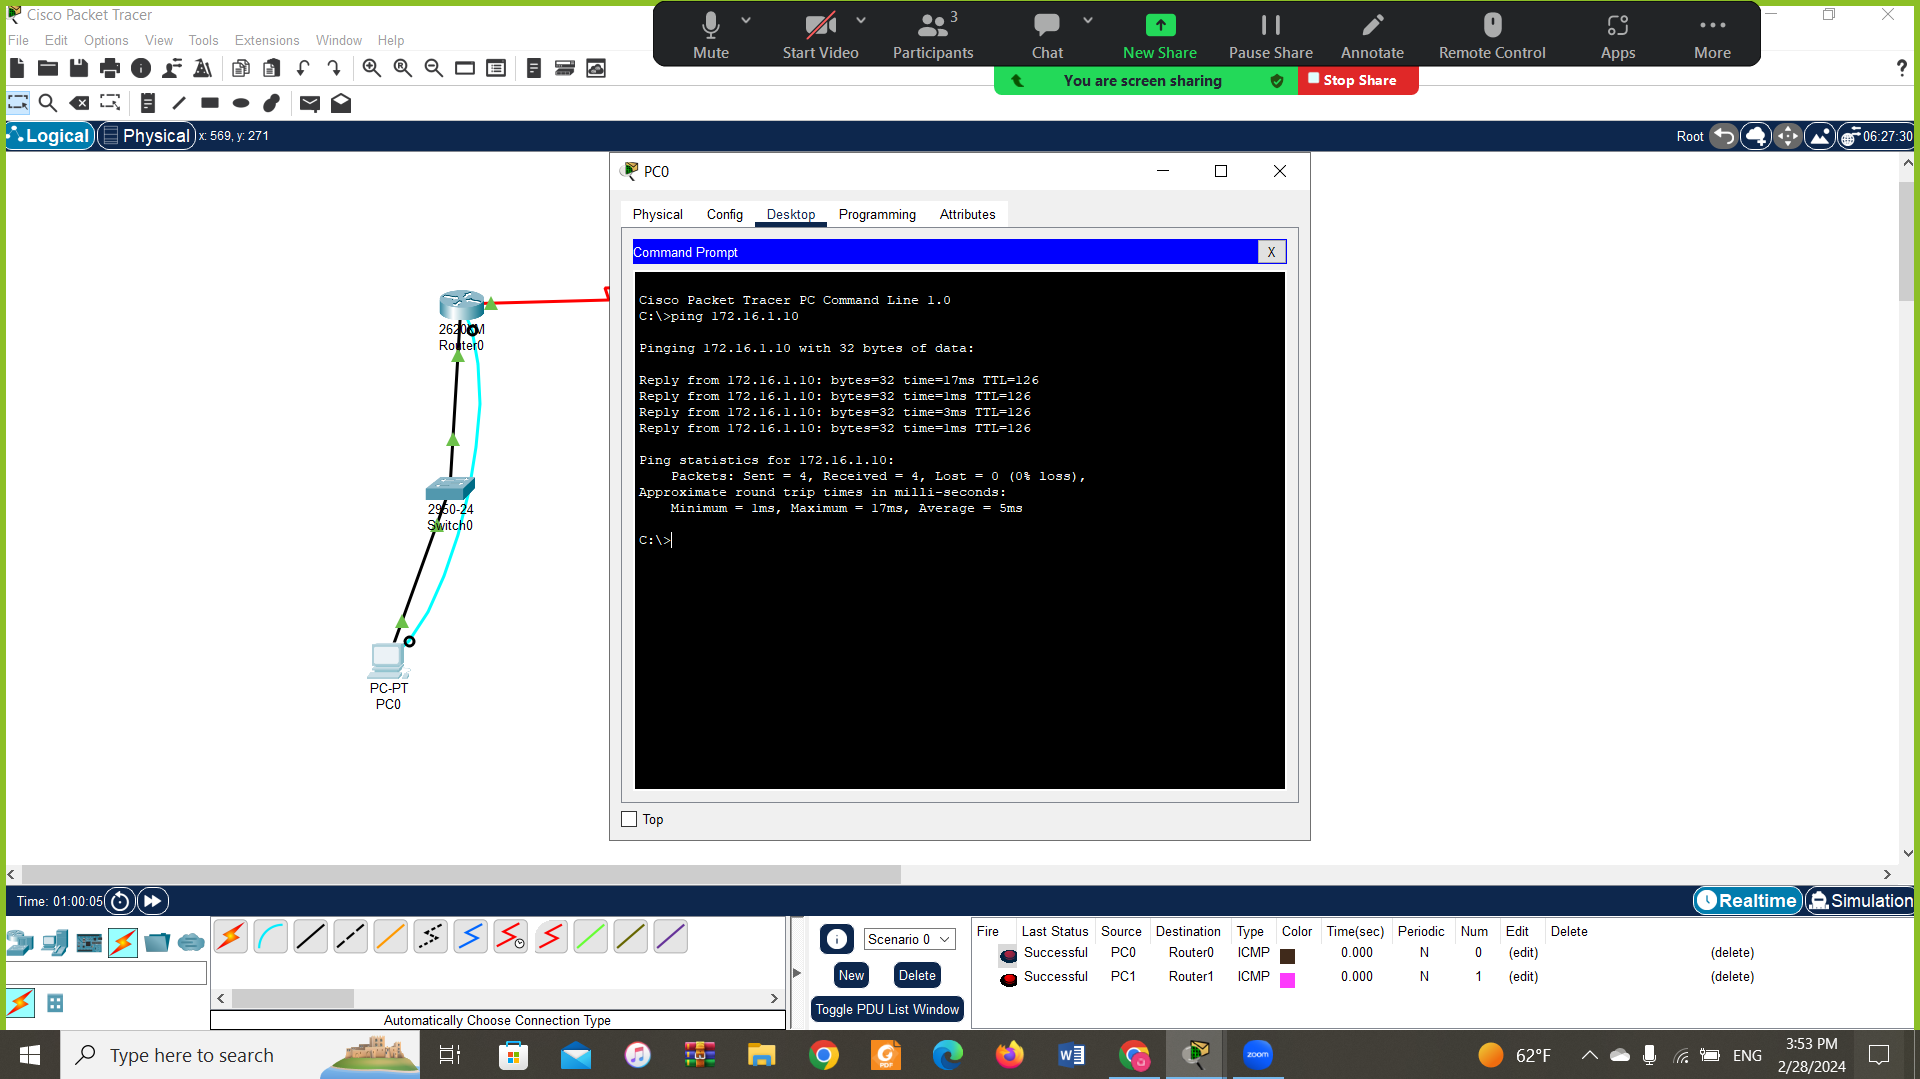 Cisco Packet Tracer
File Edit Options View Tools Extensions Window Help
Mute Start Video Participants 3 Chat New Share Pause Share Annotate Remote Control Apps More
You are screen sharing Stop Share
?
Logical Physical x: 569, y: 271
Root 06:27:30
PC0
Physical Config Desktop Programming Attributes
Command Prompt X
Cisco Packet Tracer PC Command Line 1.0
C:\>ping 172.16.1.10
Pinging 172.16.1.10 with 32 bytes of data:
Reply from 172.16.1.10: bytes=32 time=17ms TTL=126
Reply from 172.16.1.10: bytes=32 time=1ms TTL=126
Reply from 172.16.1.10: bytes=32 time=3ms TTL=126
Reply from 172.16.1.10: bytes=32 time=1ms TTL=126
Ping statistics for 172.16.1.10:
Packets: Sent = 4, Received = 4, Lost = 0 (0% loss),
Approximate round trip times in milli-seconds:
Minimum = 1ms, Maximum = 17ms, Average = 5ms
C:\>
Top
Router0
2950-24
Switch0
PC-PT
PC0
Time: 01:00:05
Realtime Simulation
Automatically Choose Connection Type
Scenario 0
New Delete
Toggle PDU List Window
Fire Last Status Source Destination Type Color Time(sec) Periodic Num Edit Delete
Successful PC0 Router0 ICMP 0.000 N 0 (edit) (delete)
Successful PC1 Router1 ICMP 0.000 N 1 (edit) (delete)
Type here to search
zoom
62°F
ENG
3:53 PM
2/28/2024